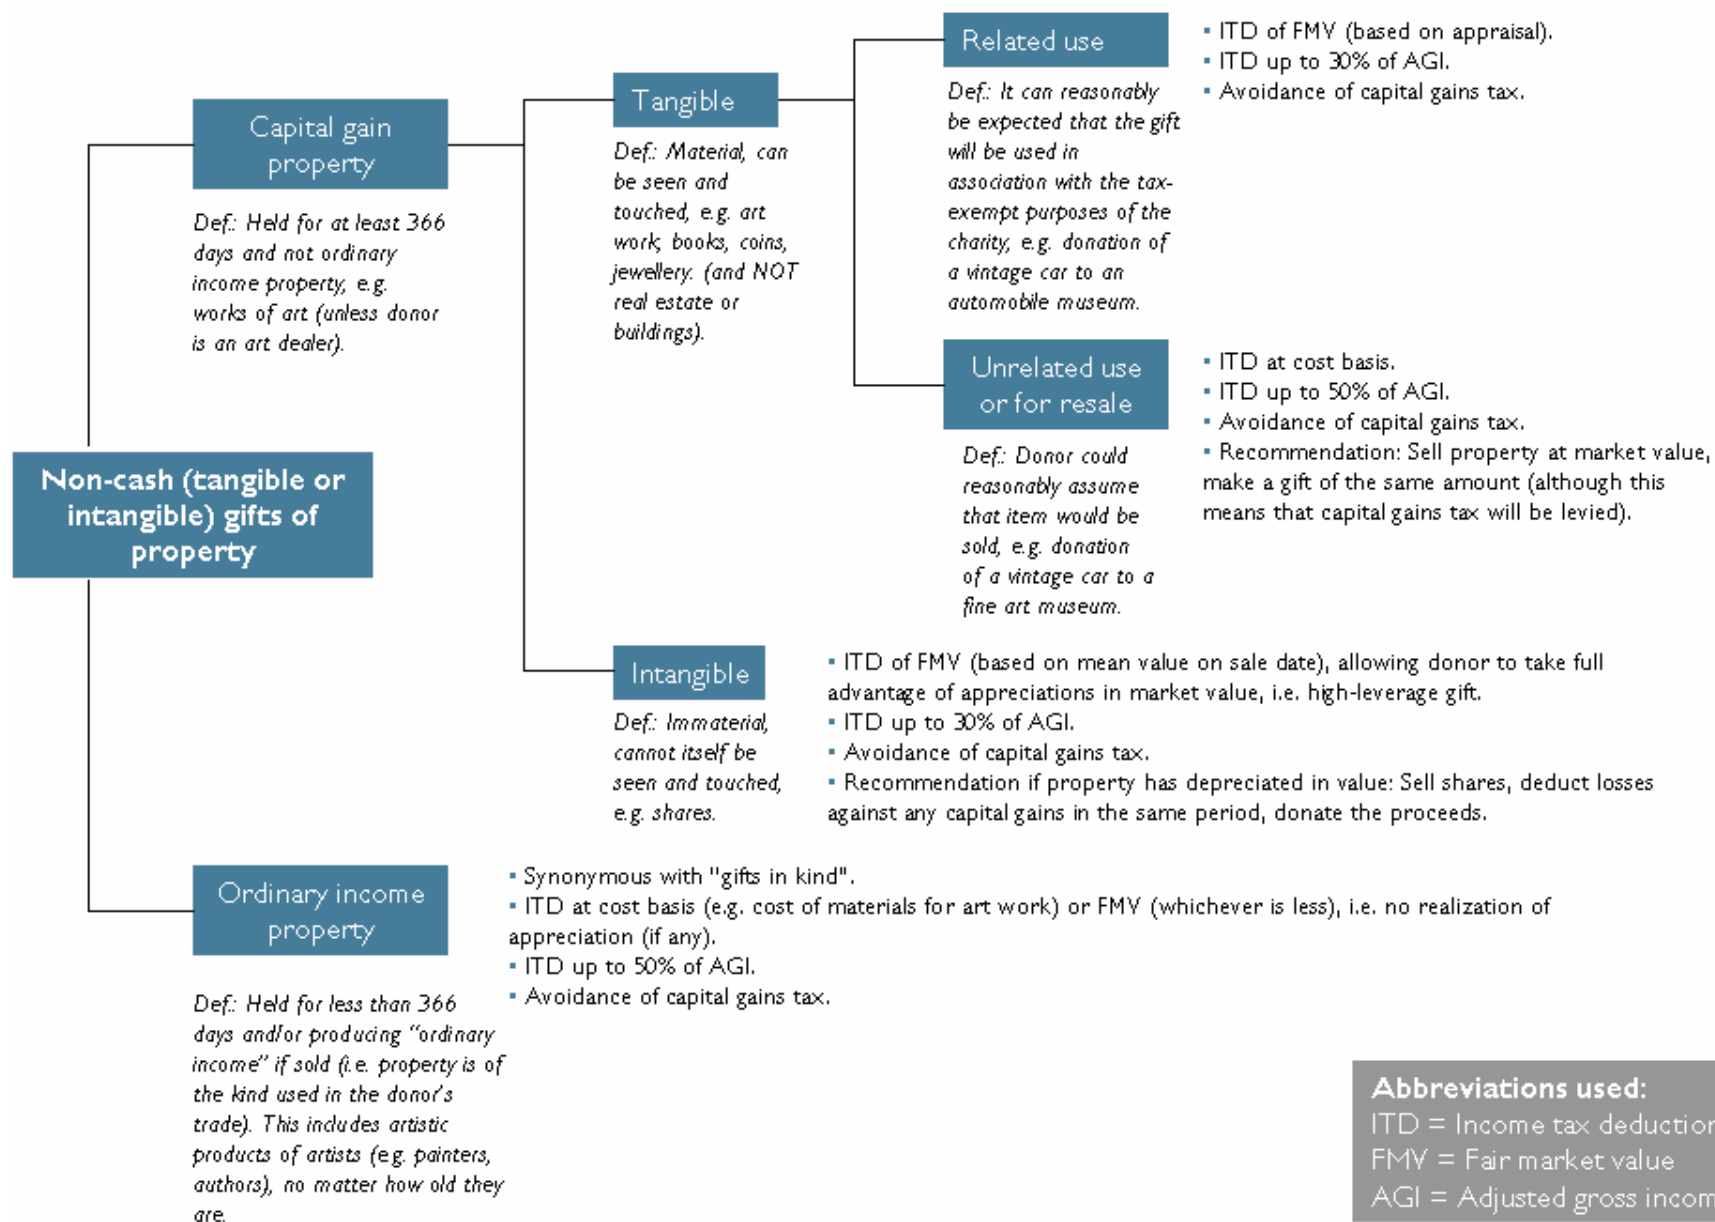 Non-cash (tangible or
intangible) gifts of
property
Capital gain
property
Def.: Held for at least 366
days and not ordinary
income property, e.g.
works of art (unless donor
is an art dealer).
Tangible
Def.: Material, can
be seen and
touched, e.g. art
work, books, coins,
jewellery. (and NOT
real estate or
buildings).
Related use
Def.: It can reasonably
be expected that the gift
will be used in
association with the tax-
exempt purposes of the
charity, e.g. donation of
a vintage car to an
automobile museum.
▪ ITD of FMV (based on appraisal).
▪ ITD up to 30% of AGI.
▪ Avoidance of capital gains tax.
Unrelated use
or for resale
Def.: Donor could
reasonably assume
that item would be
sold, e.g. donation
of a vintage car to a
fine art museum.
▪ ITD at cost basis.
▪ ITD up to 50% of AGI.
▪ Avoidance of capital gains tax.
▪ Recommendation: Sell property at market value,
make a gift of the same amount (although this
means that capital gains tax will be levied).
Intangible
Def.: Immaterial,
cannot itself be
seen and touched,
e.g. shares.
▪ ITD of FMV (based on mean value on sale date), allowing donor to take full
advantage of appreciations in market value, i.e. high-leverage gift.
▪ ITD up to 30% of AGI.
▪ Avoidance of capital gains tax.
▪ Recommendation if property has depreciated in value: Sell shares, deduct losses
against any capital gains in the same period, donate the proceeds.
Ordinary income
property
Def.: Held for less than 366
days and/or producing "ordinary
income" if sold (i.e. property is of
the kind used in the donor's
trade). This includes artistic
products of artists (e.g. painters,
authors), no matter how old they
are.
▪ Synonymous with "gifts in kind".
▪ ITD at cost basis (e.g. cost of materials for art work) or FMV (whichever is less), i.e. no realization of
appreciation (if any).
▪ ITD up to 50% of AGI.
▪ Avoidance of capital gains tax.
Abbreviations used:
ITD = Income tax deduction
FMV = Fair market value
AGI = Adjusted gross incom